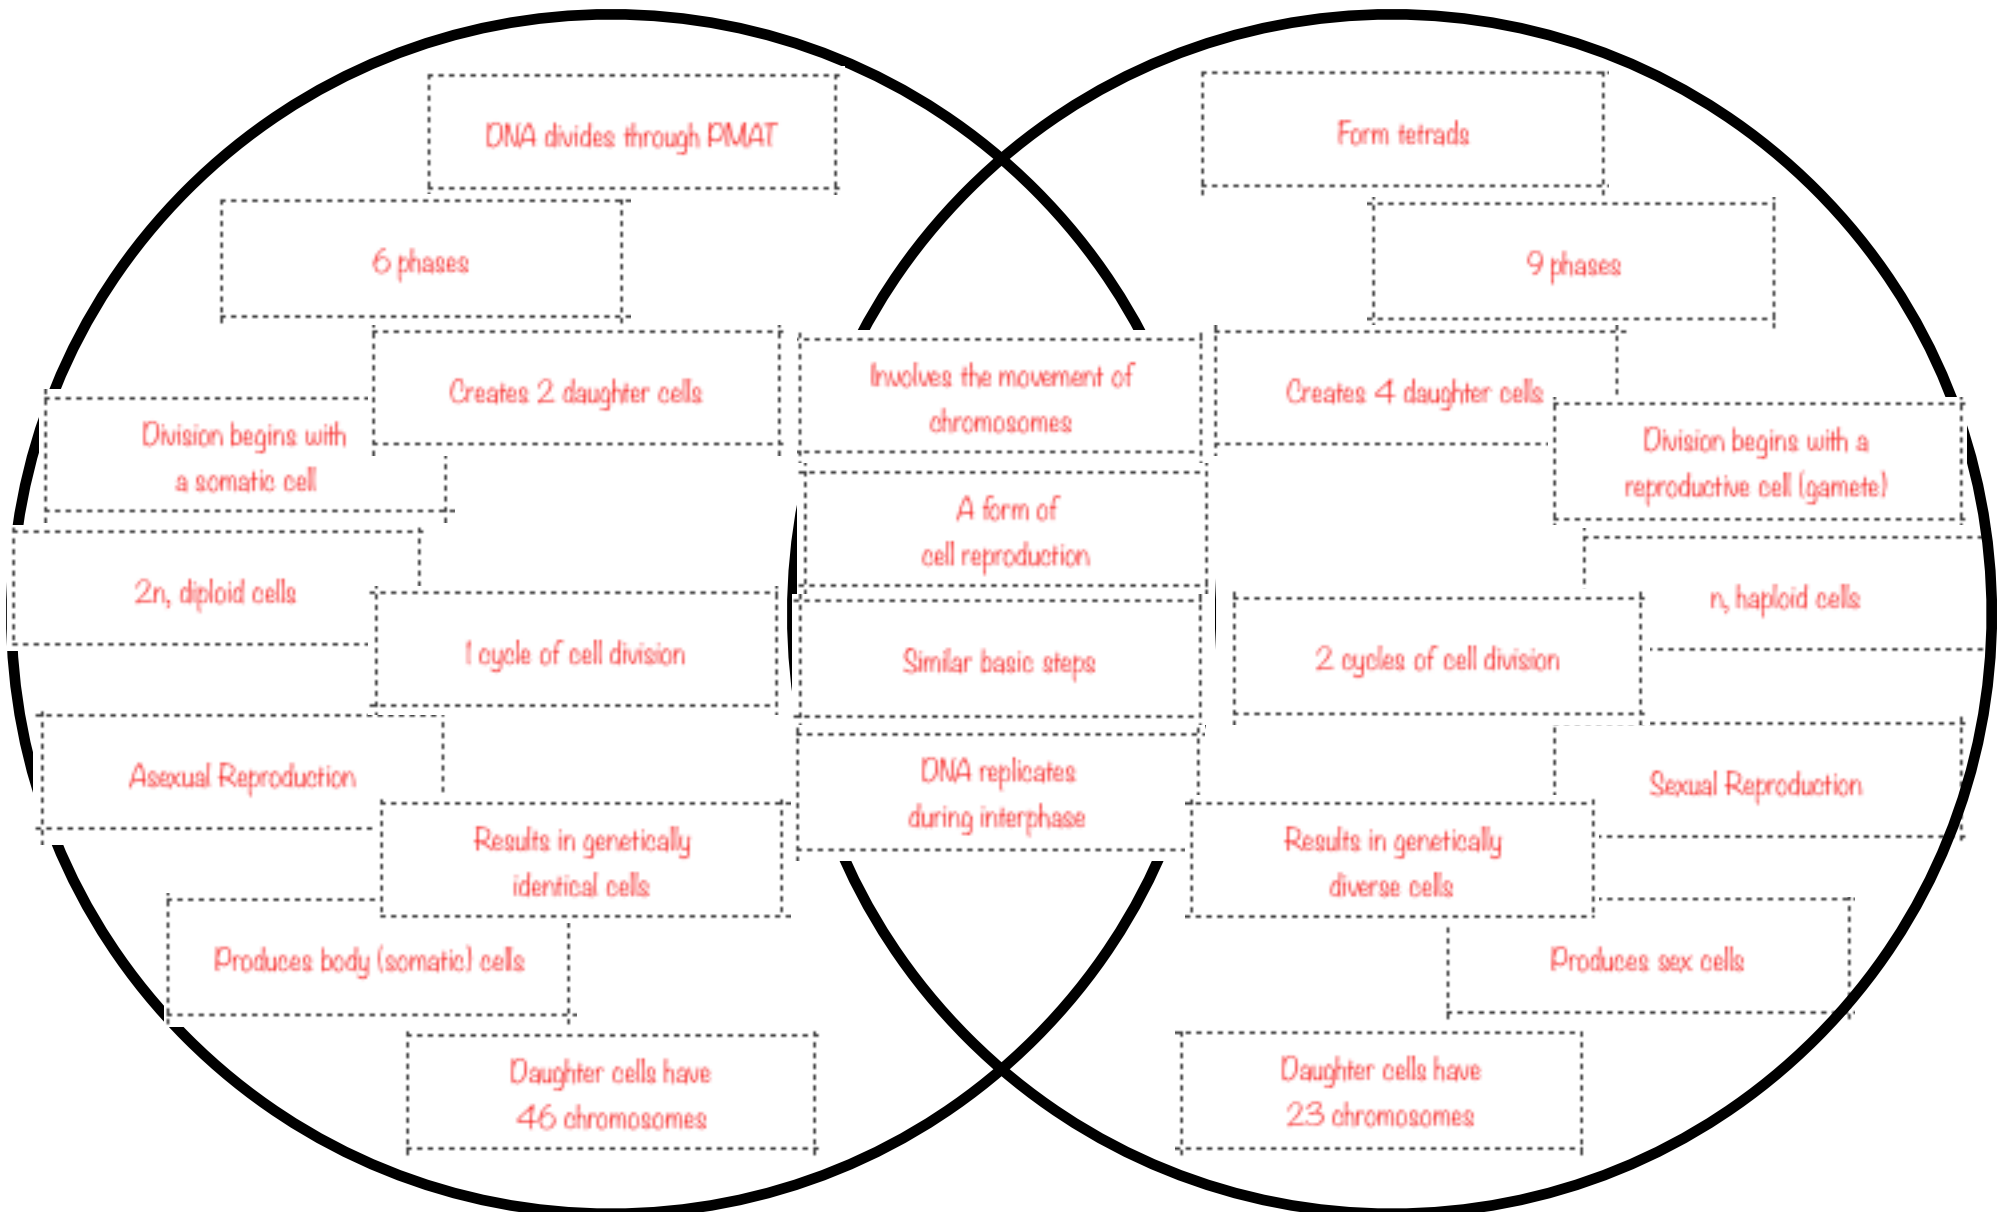 DNA divides through PMAT
6 phases
Creates 2 daughter cells
Division begins with
a somatic cell
2n, diploid cells
1 cycle of cell division
Asexual Reproduction
Results in genetically
identical cells
Produces body (somatic) cells
Daughter cells have
46 chromosomes
Involves the movement of
chromosomes
A form of
cell reproduction
Similar basic steps
DNA replicates
during interphase
Form tetrads
9 phases
Creates 4 daughter cells
Division begins with a
reproductive cell (gamete)
n, haploid cells
2 cycles of cell division
Sexual Reproduction
Results in genetically
diverse cells
Produces sex cells
Daughter cells have
23 chromosomes